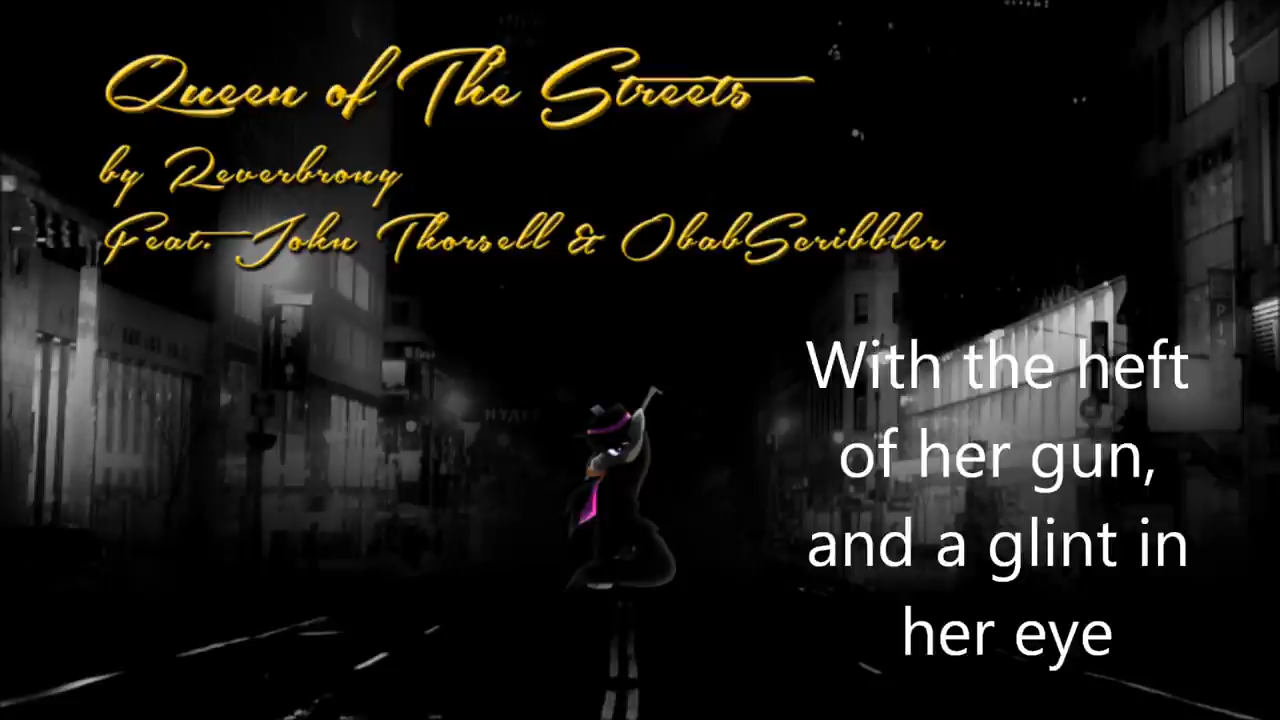 Queen of The Streets
by Reverbrony
Feat. John Thorsell & ObabScribbler
With the heft
of her gun,
and a glint in
her eye
HYATT